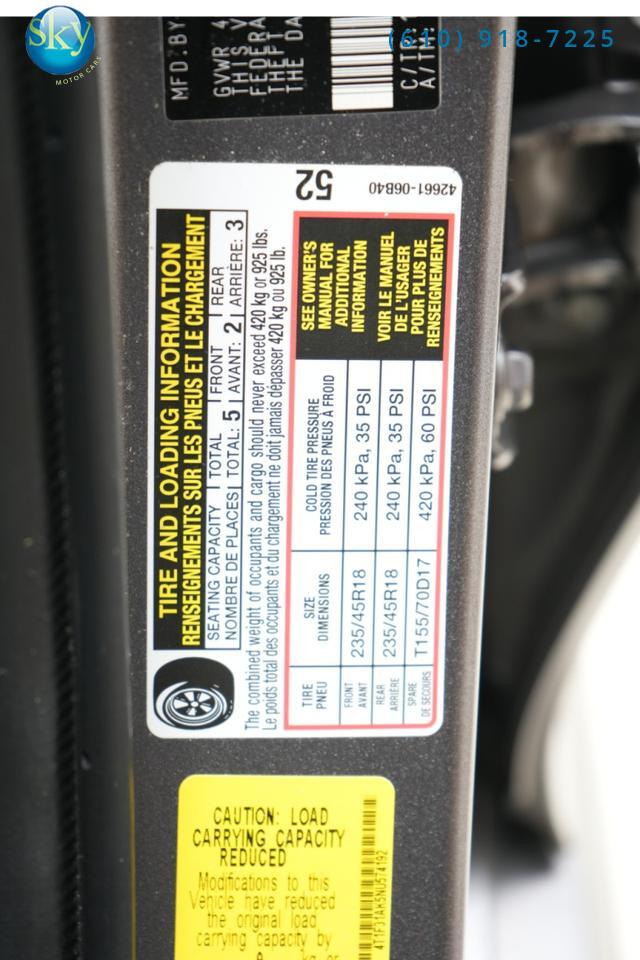 Sky
MOTOR CARS
(610) 918-7225
MFD.BY
GVWR 4
THIS V
FEDERA
THEFT
THE DA
C/TR:
A/TM:
52
42661-06B40
TIRE AND LOADING INFORMATION
RENSEIGNEMENTS SUR LES PNEUS ET LE CHARGEMENT
SEATING CAPACITY | TOTAL | FRONT | REAR
NOMBRE DE PLACES | TOTAL: 5 | AVANT: 2 | ARRIÈRE: 3
The combined weight of occupants and cargo should never exceed 420 kg or 925 lbs.
Le poids total des occupants et du chargement ne doit jamais dépasser 420 kg ou 925 lb.
TIRE
PNEU
SIZE
DIMENSIONS
COLD TIRE PRESSURE
PRESSION DES PNEUS À FROID
SEE OWNER'S
MANUAL FOR
ADDITIONAL
INFORMATION
VOIR LE MANUEL
DE L'USAGER
POUR PLUS DE
RENSEIGNEMENTS
FRONT
AVANT
235/45R18
240 kPa, 35 PSI
REAR
ARRIÈRE
235/45R18
240 kPa, 35 PSI
SPARE
DE SECOURS
T155/70D17
420 kPa, 60 PSI
CAUTION: LOAD
CARRYING CAPACITY
REDUCED
Modifications to this
Vehicle have reduced
the original load
carrying capacity by
kg or
4T1F31AK5NU574192